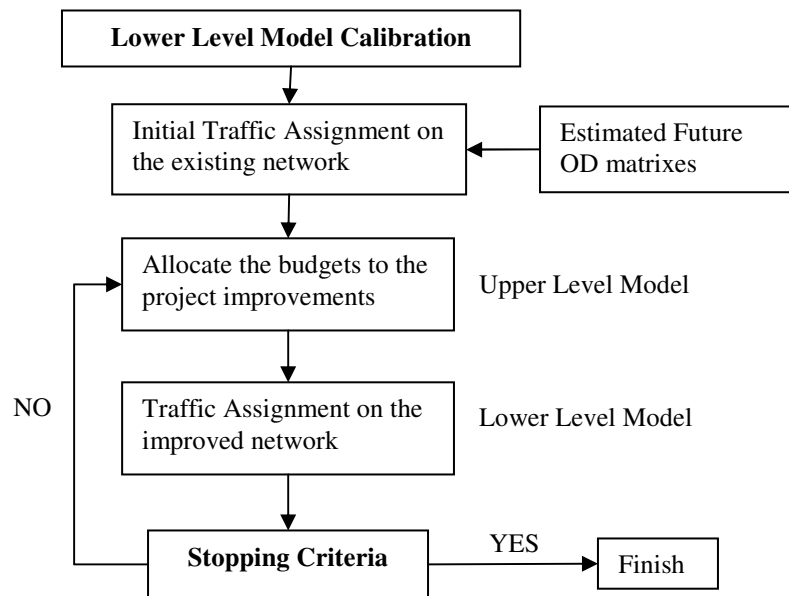 Lower Level Model Calibration
Initial Traffic Assignment on
the existing network
Estimated Future
OD matrixes
Allocate the budgets to the
project improvements
Upper Level Model
NO
Traffic Assignment on the
improved network
Lower Level Model
Stopping Criteria
YES
Finish